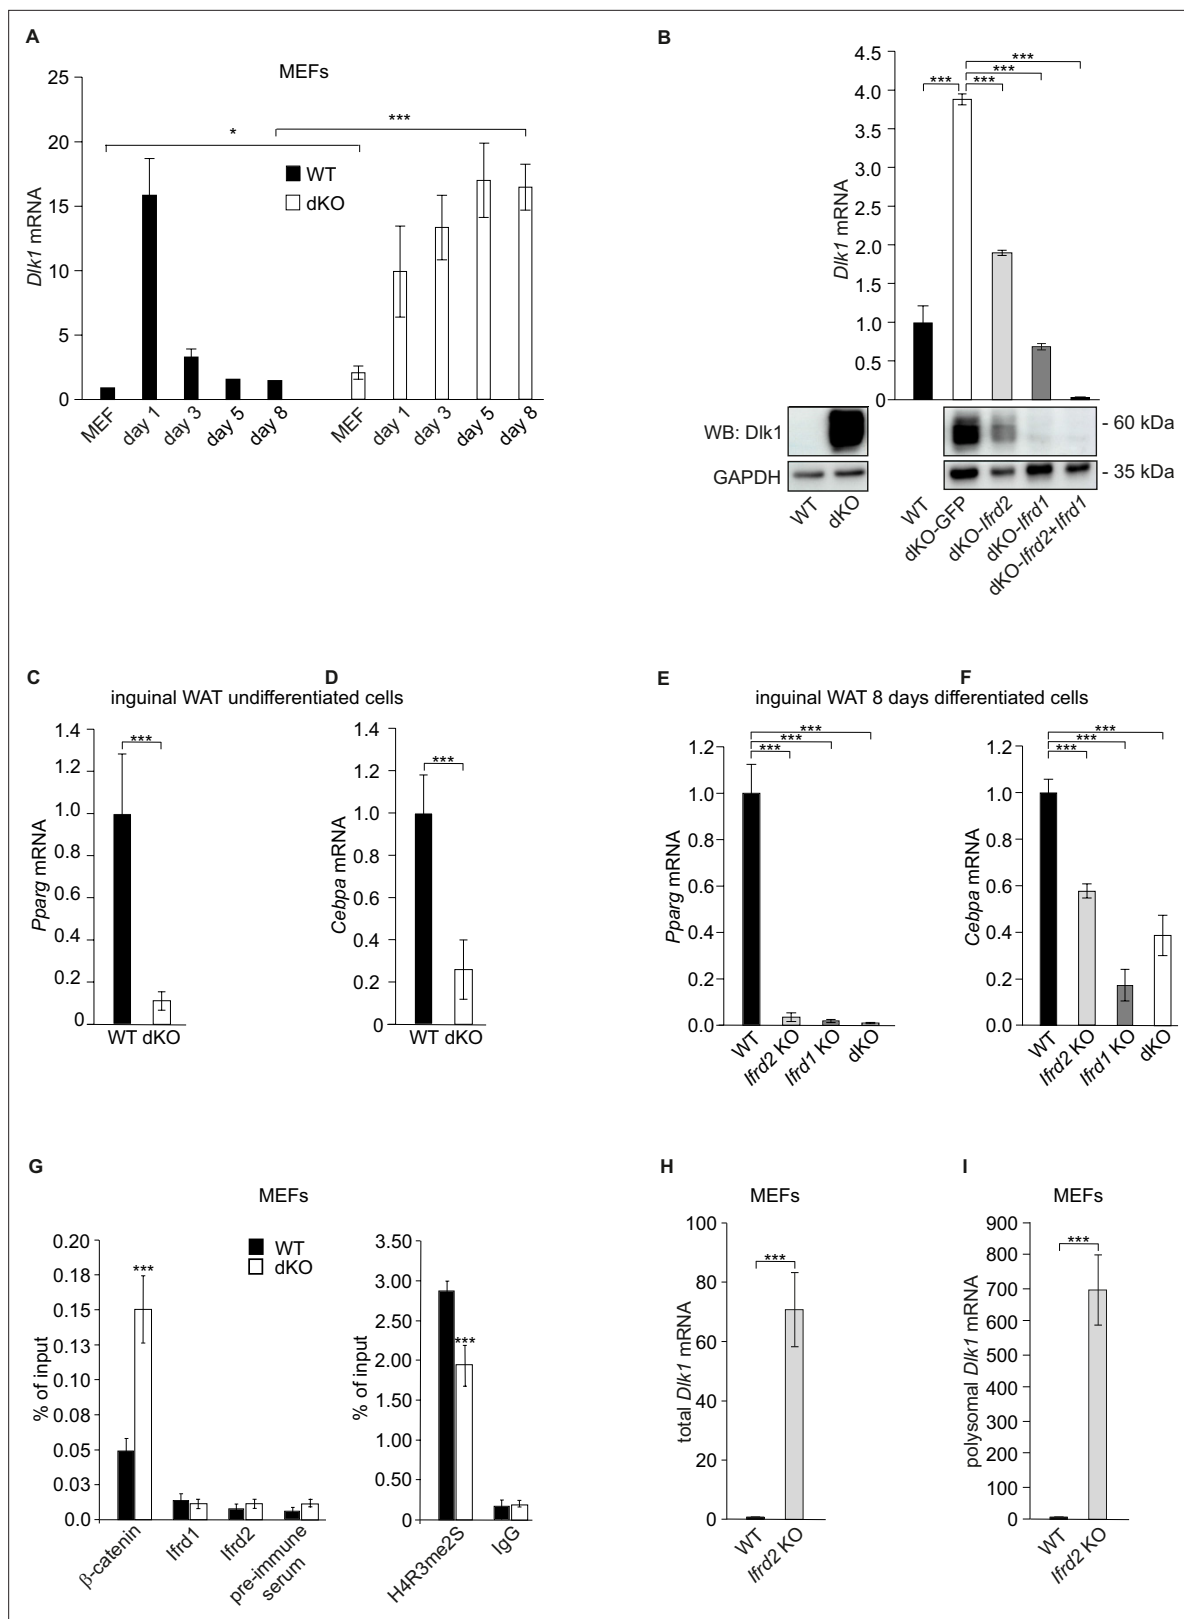 A
MEFs
25
20
15
10
5
0
Dlk1 mRNA
*
***
WT
dKO
MEF
day 1
day 3
day 5
day 8
MEF
day 1
day 3
day 5
day 8
B
4.5
4.0
3.5
3.0
2.5
2.0
1.5
1.0
0.5
0
Dlk1 mRNA
***
***
***
***
WB: Dlk1
GAPDH
- 60 kDa
- 35 kDa
WT
dKO
WT
dKO-GFP
dKO-Ifrd2
dKO-Ifrd1
dKO-Ifrd2+Ifrd1
C
D
inguinal WAT undifferentiated cells
1.4
1.2
1.0
0.8
0.6
0.4
0.2
0
Pparg mRNA
***
WT dKO
1.4
1.2
1.0
0.8
0.6
0.4
0.2
0
Cebpa mRNA
***
WT dKO
E
F
inguinal WAT 8 days differentiated cells
1.2
1.0
0.8
0.6
0.4
0.2
0.0
Pparg mRNA
***
***
***
WT
Ifrd2 KO
Ifrd1 KO
dKO
1.2
1.0
0.8
0.6
0.4
0.2
0.0
Cebpa mRNA
***
***
***
WT
Ifrd2 KO
Ifrd1 KO
dKO
G
MEFs
0.20
0.18
0.15
0.13
0.10
0.08
0.05
0.03
0.0
% of input
***
WT
dKO
β-catenin
Ifrd1
Ifrd2
pre-immune
serum
3.50
3.00
2.50
2.00
1.50
1.00
0.50
0
% of input
***
H4R3me2S
IgG
H
MEFs
100
80
60
40
20
0
total Dlk1 mRNA
***
WT
Ifrd2 KO
I
MEFs
900
800
700
600
500
400
300
200
100
0
polysomal Dlk1 mRNA
***
WT
Ifrd2 KO